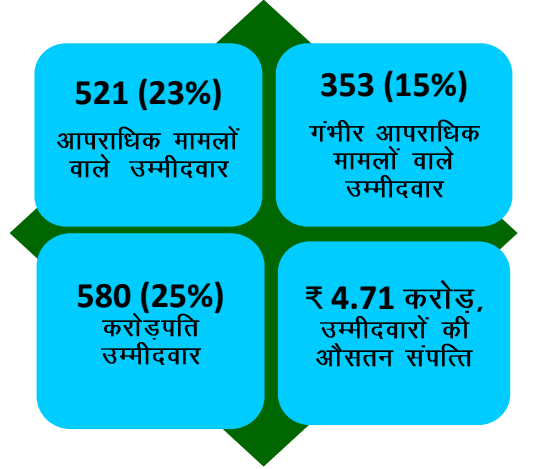 521 (23%)
आपराधिक मामलों
वाले उम्मीदवार
353 (15%)
गंभीर आपराधिक
मामलों वाले
उम्मीदवार
580 (25%)
करोड़पति
उम्मीदवार
₹ 4.71 करोड़,
उम्मीदवारों की
औसतन संपत्ति